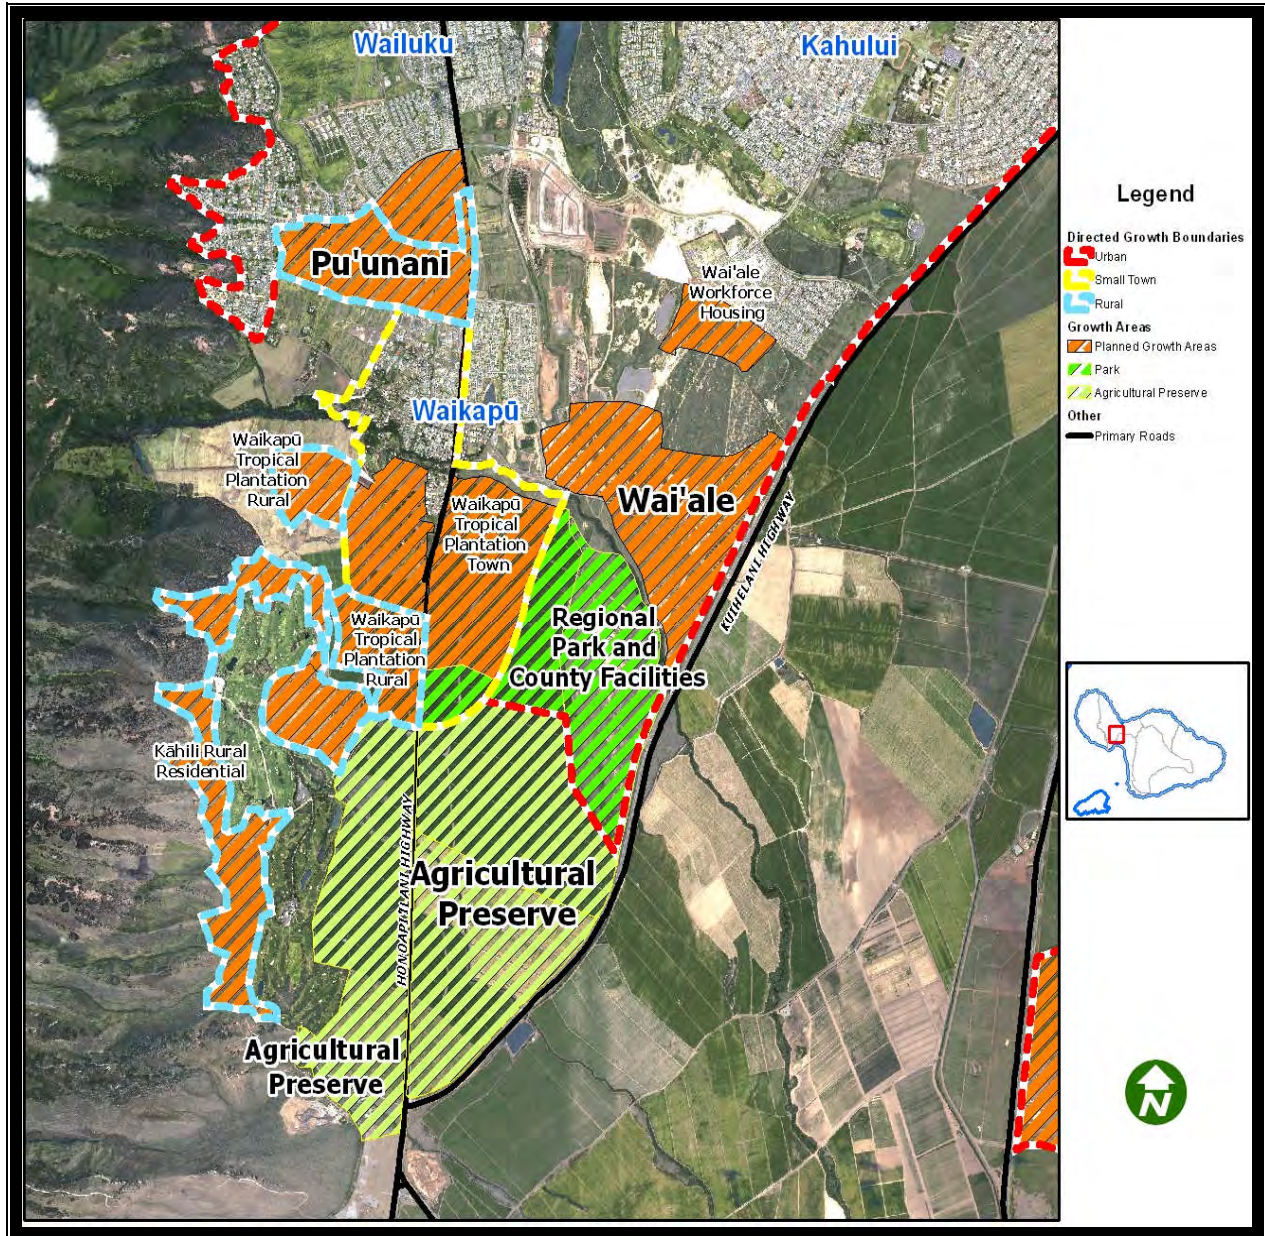 Wailuku
Kahului
Pu'unani
Wai'ale
Workforce
Housing
Waikapū
Waikapū
Tropical
Plantation
Rural
Waikapū
Tropical
Plantation
Town
Wai'ale
KUIHELANI HIGHWAY
Regional
Park and
County Facilities
Waikapū
Tropical
Plantation
Rural
Kāhili Rural
Residential
HONOAPIILANI HIGHWAY
Agricultural
Preserve
Agricultural
Preserve
Legend
Directed Growth Boundaries
Urban
Small Town
Rural
Growth Areas
Planned Growth Areas
Park
Agricultural Preserve
Other
Primary Roads
N